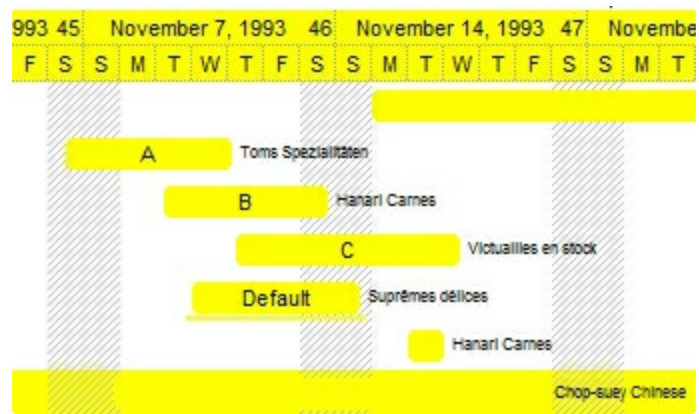 993 45 November 7, 1993 46 November 14, 1993 47 Novembe
F S S M T W T F S S M T W T F S S M T
A Toms Spezialitäten
B Hanari Carnes
C Victuailles en stock
Default Suprêmes délices
Hanari Carnes
Chop-suey Chinese